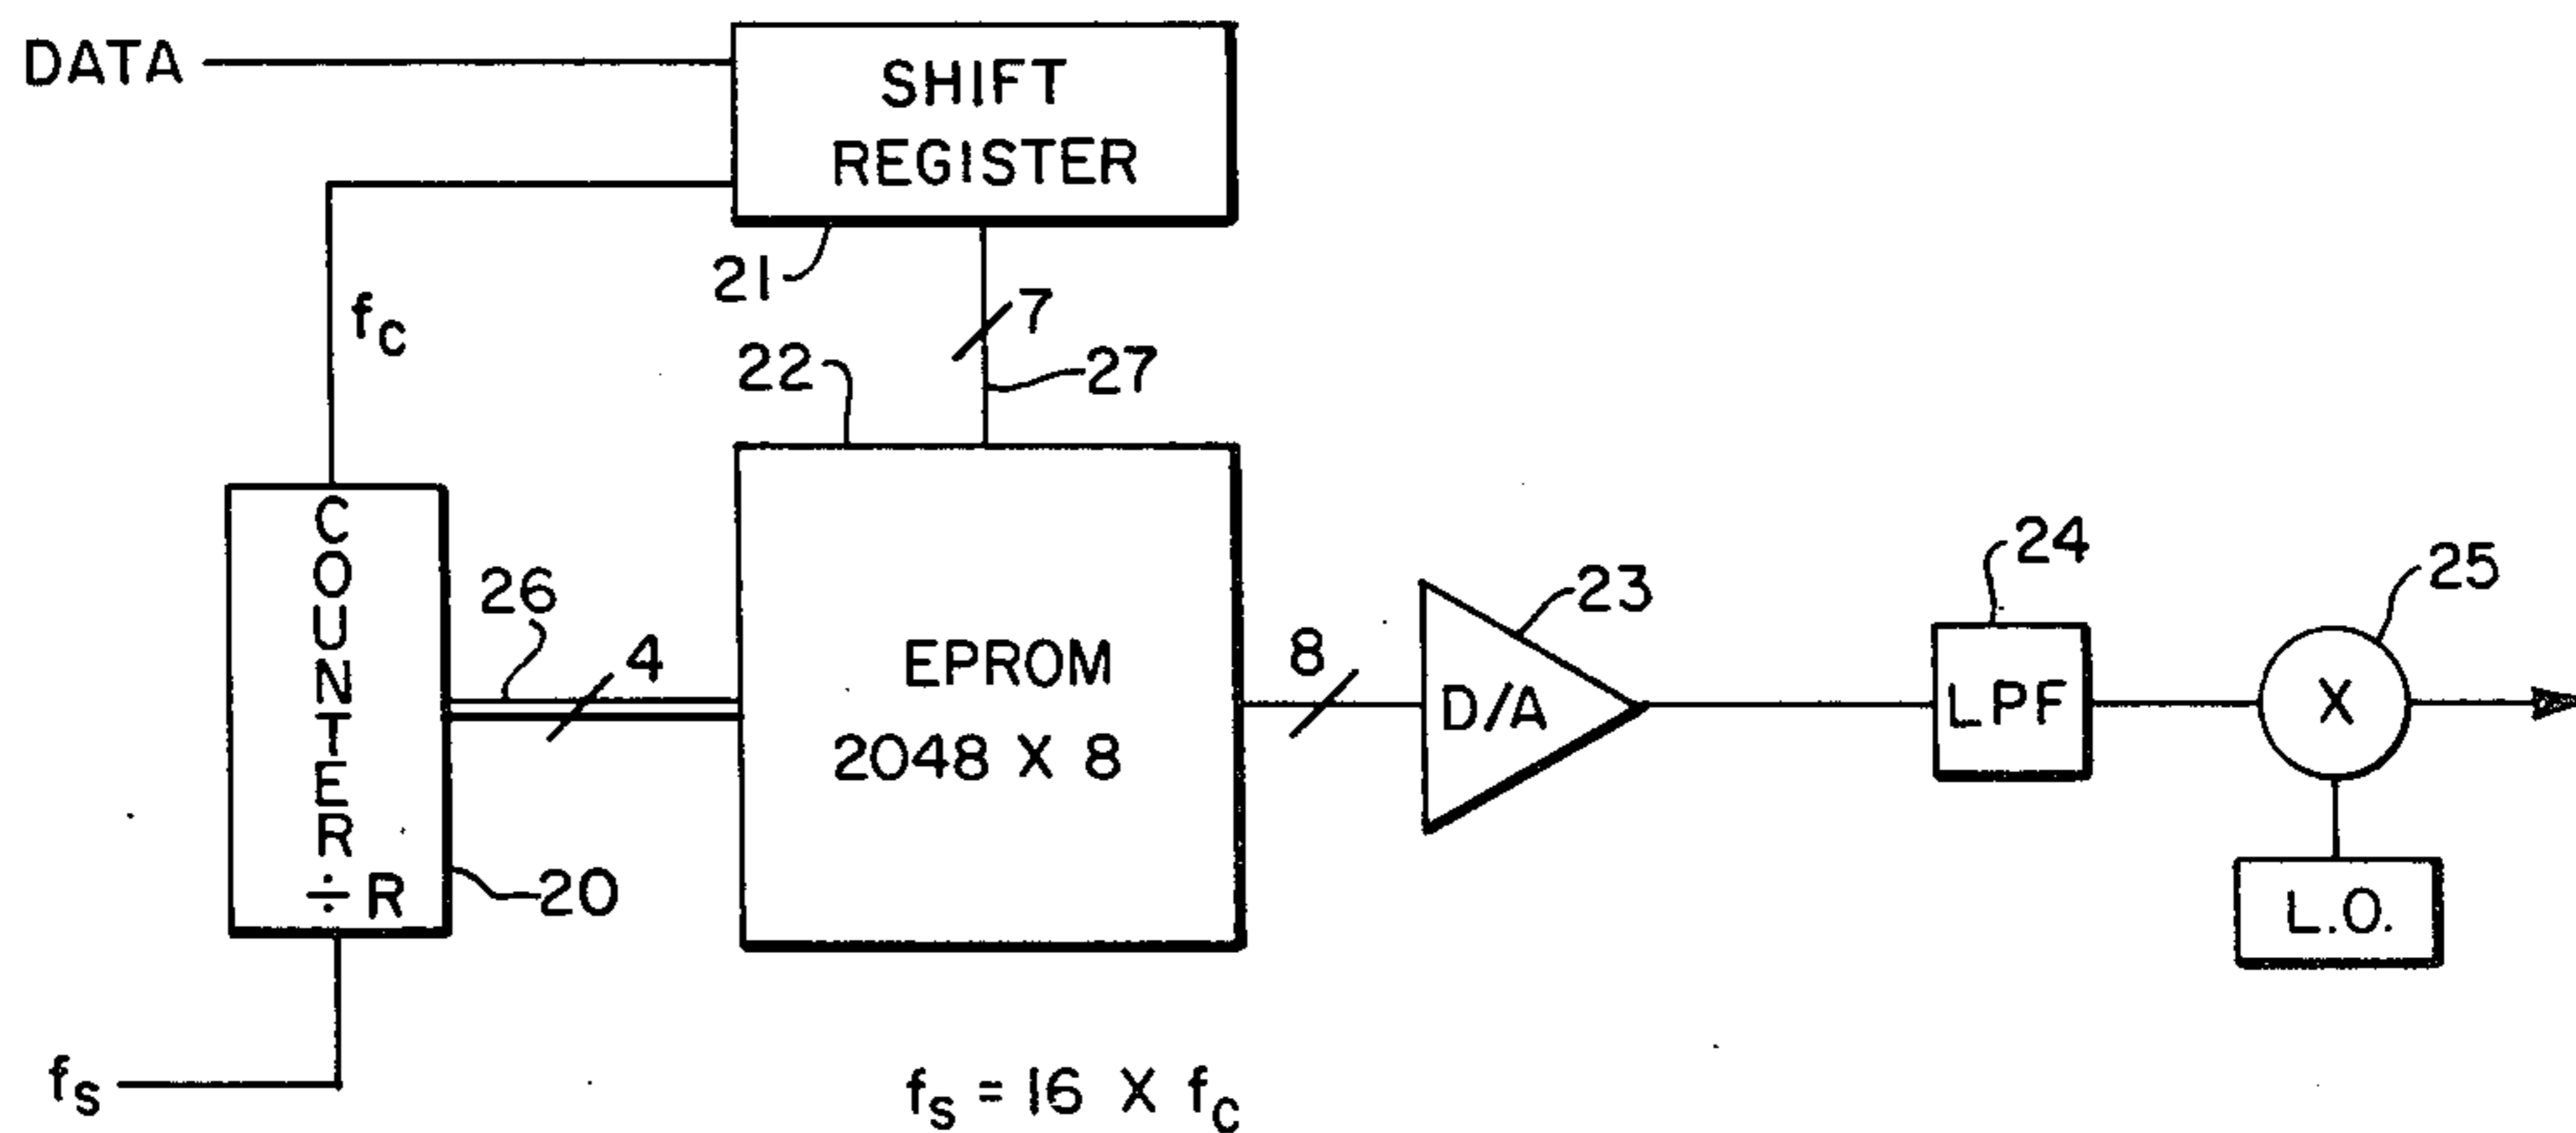 DATA
SHIFT
REGISTER
21
fc
7
27
22
COUNTER
÷R
20
26
4
EPROM
2048 X 8
8
D/A
23
24
LPF
25
X
L.O.
fs
fs = 16 X fc